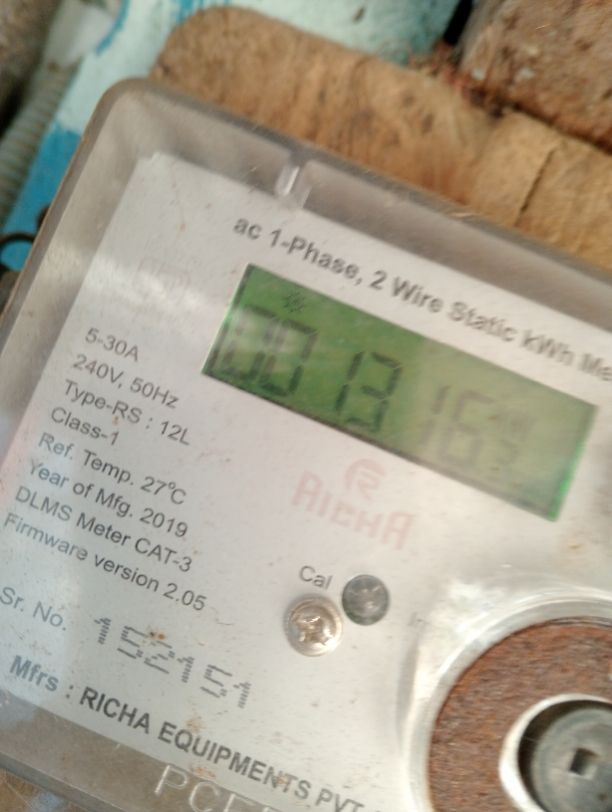 ac 1-Phase, 2 Wire Static kWh Me
001316
5-30A
240V, 50Hz
Type-RS : 12L
Class-1
Ref. Temp. 27°C
Year of Mfg. 2019
DLMS Meter CAT-3
Firmware version 2.05
RICHA
Cal
Sr. No.
Mfrs : RICHA EQUIPMENTS PVT